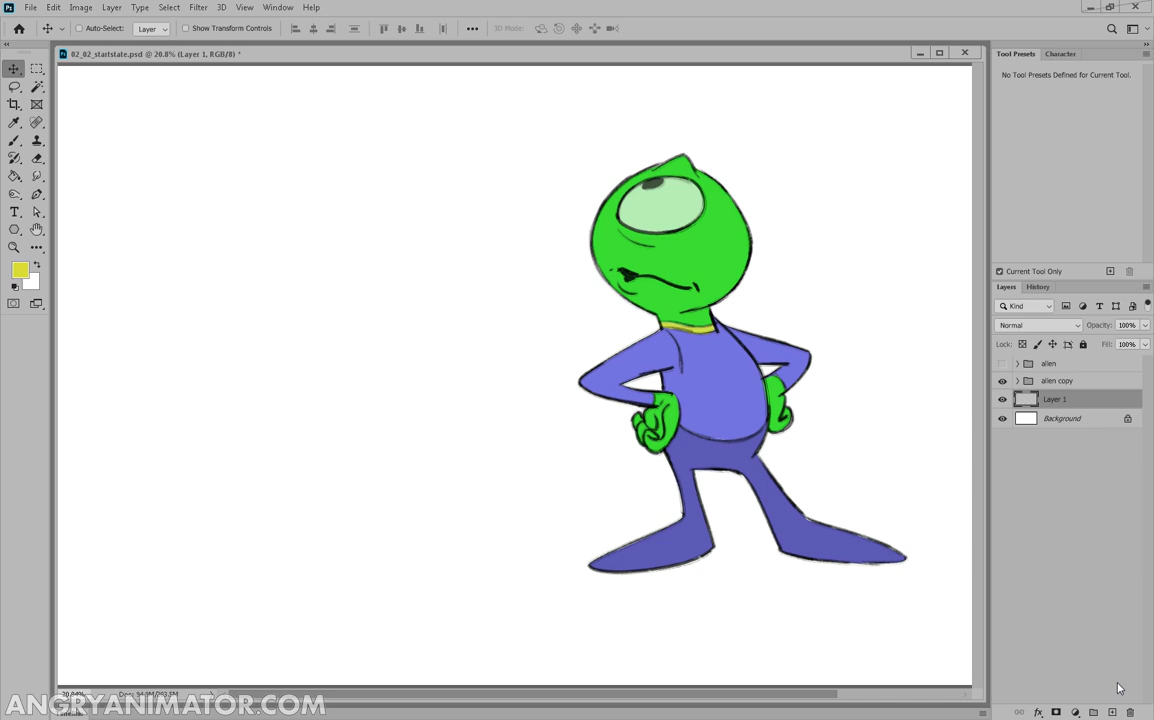 Ps File Edit Image Layer Type Select Filter 3D View Window Help
Auto-Select: Layer Show Transform Controls 3D Mode:
Ps 02_02_startstate.psd @ 20.8% (Layer 1, RGB/8) *
Tool Presets Character
No Tool Presets Defined for Current Tool.
Current Tool Only
Layers History
Kind
Normal Opacity: 100%
Lock: Fill: 100%
alien
alien copy
Layer 1
Background
ANGRYANIMATOR.COM